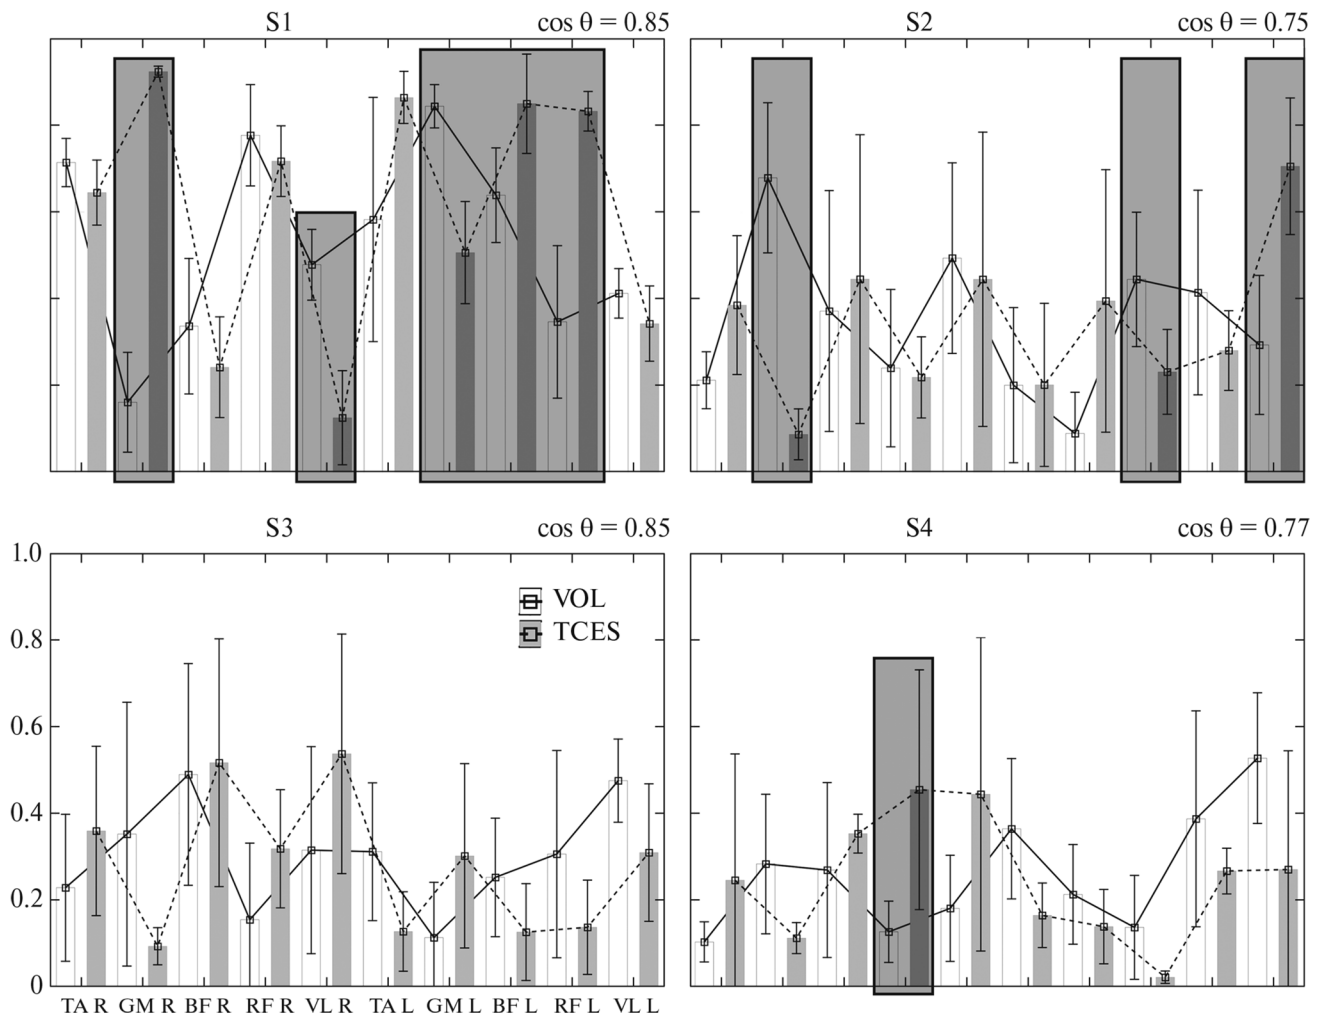 S1 cos θ = 0.85
S2 cos θ = 0.75
S3 cos θ = 0.85
S4 cos θ = 0.77
1.0
VOL
TCES
0.8
0.6
0.4
0.2
0
TA R GM R BF R RF R VL R TA L GM L BF L RF L VL L